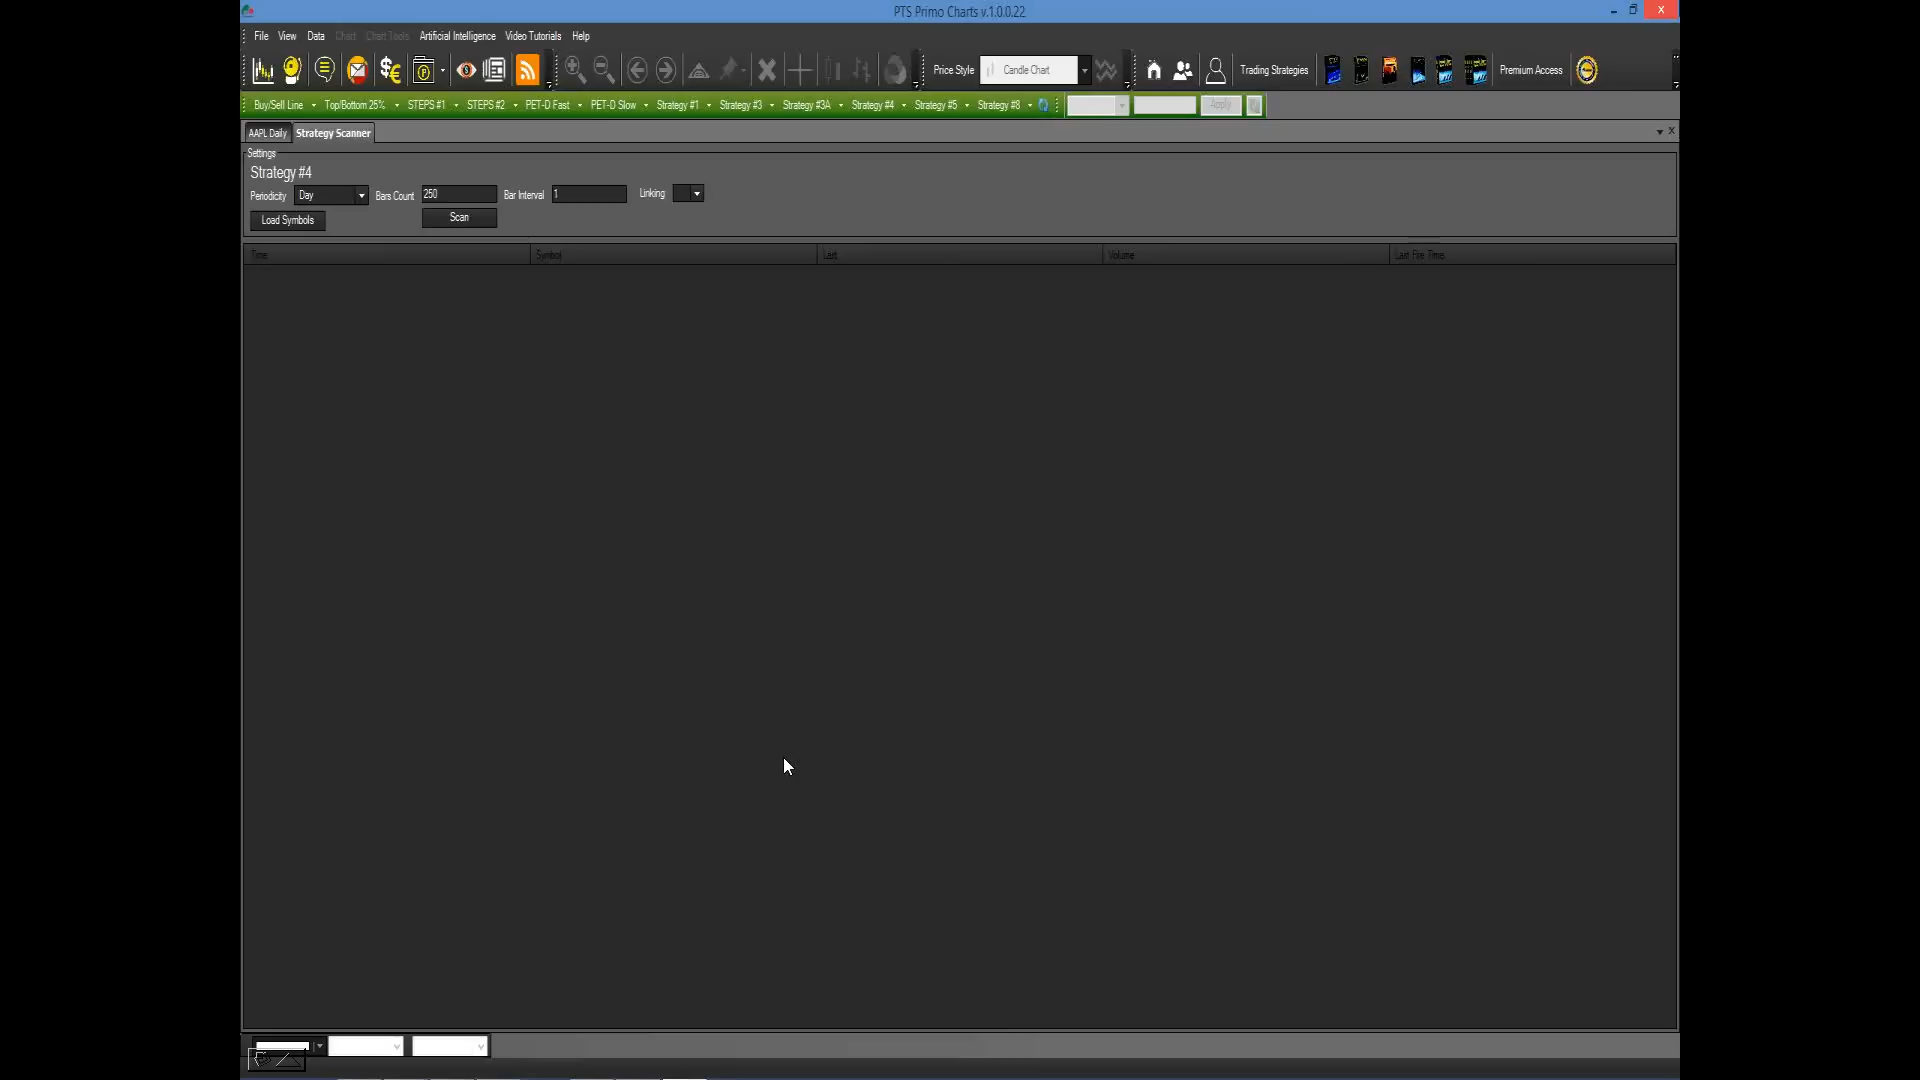 PTS Primo Charts v.1.0.0.22
File View Data Chart Chart Tools Artificial Intelligence Video Tutorials Help
Price Style Candle Chart Trading Strategies Premium Access
Buy/Sell Line Top/Bottom 25% STEPS #1 STEPS #2 PET-D Fast PET-D Slow Strategy #1 Strategy #3 Strategy #3A Strategy #4 Strategy #5 Strategy #8 Apply
AAPL Daily Strategy Scanner
Settings
Strategy #4
Periodicity Day Bars Count 250 Bar Interval 1 Linking
Load Symbols Scan
Time Symbol Last Volume Last Fire Time